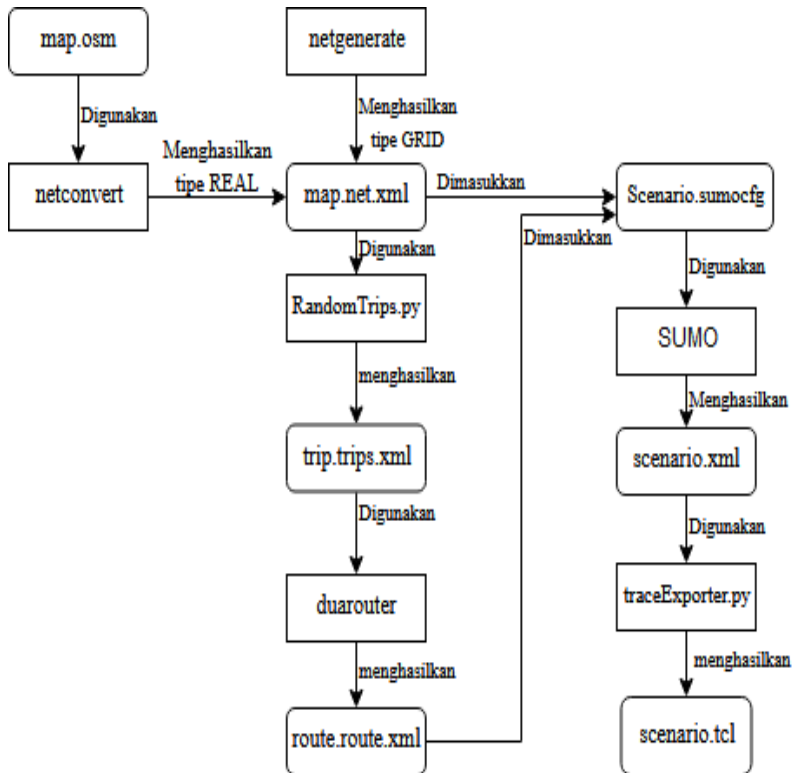 map.osm
netgenerate
Digunakan
Menghasilkan
tipe GRID
Menghasilkan
tipe REAL
netconvert
map.net.xml
Dimasukkan
Scenario.sumocfg
Digunakan
Dimasukkan
Digunakan
RandomTrips.py
SUMO
menghasilkan
Menghasilkan
trip.trips.xml
scenario.xml
Digunakan
Digunakan
duarouter
traceExporter.py
menghasilkan
menghasilkan
route.route.xml
scenario.tcl